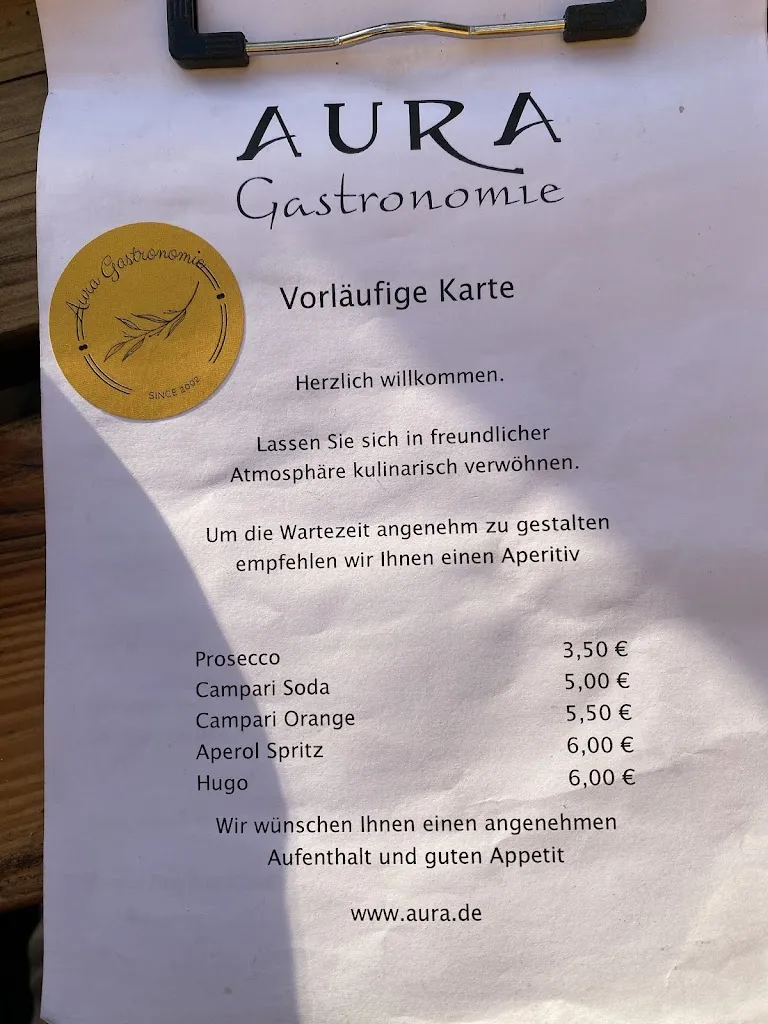 AURA
Gastronomie
Aura Gastronomie
SINCE 2002
Vorläufige Karte
Herzlich willkommen.
Lassen Sie sich in freundlicher
Atmosphäre kulinarisch verwöhnen.
Um die Wartezeit angenehm zu gestalten
empfehlen wir Ihnen einen Aperitiv
Prosecco 3,50 €
Campari Soda 5,00 €
Campari Orange 5,50 €
Aperol Spritz 6,00 €
Hugo 6,00 €
Wir wünschen Ihnen einen angenehmen
Aufenthalt und guten Appetit
www.aura.de